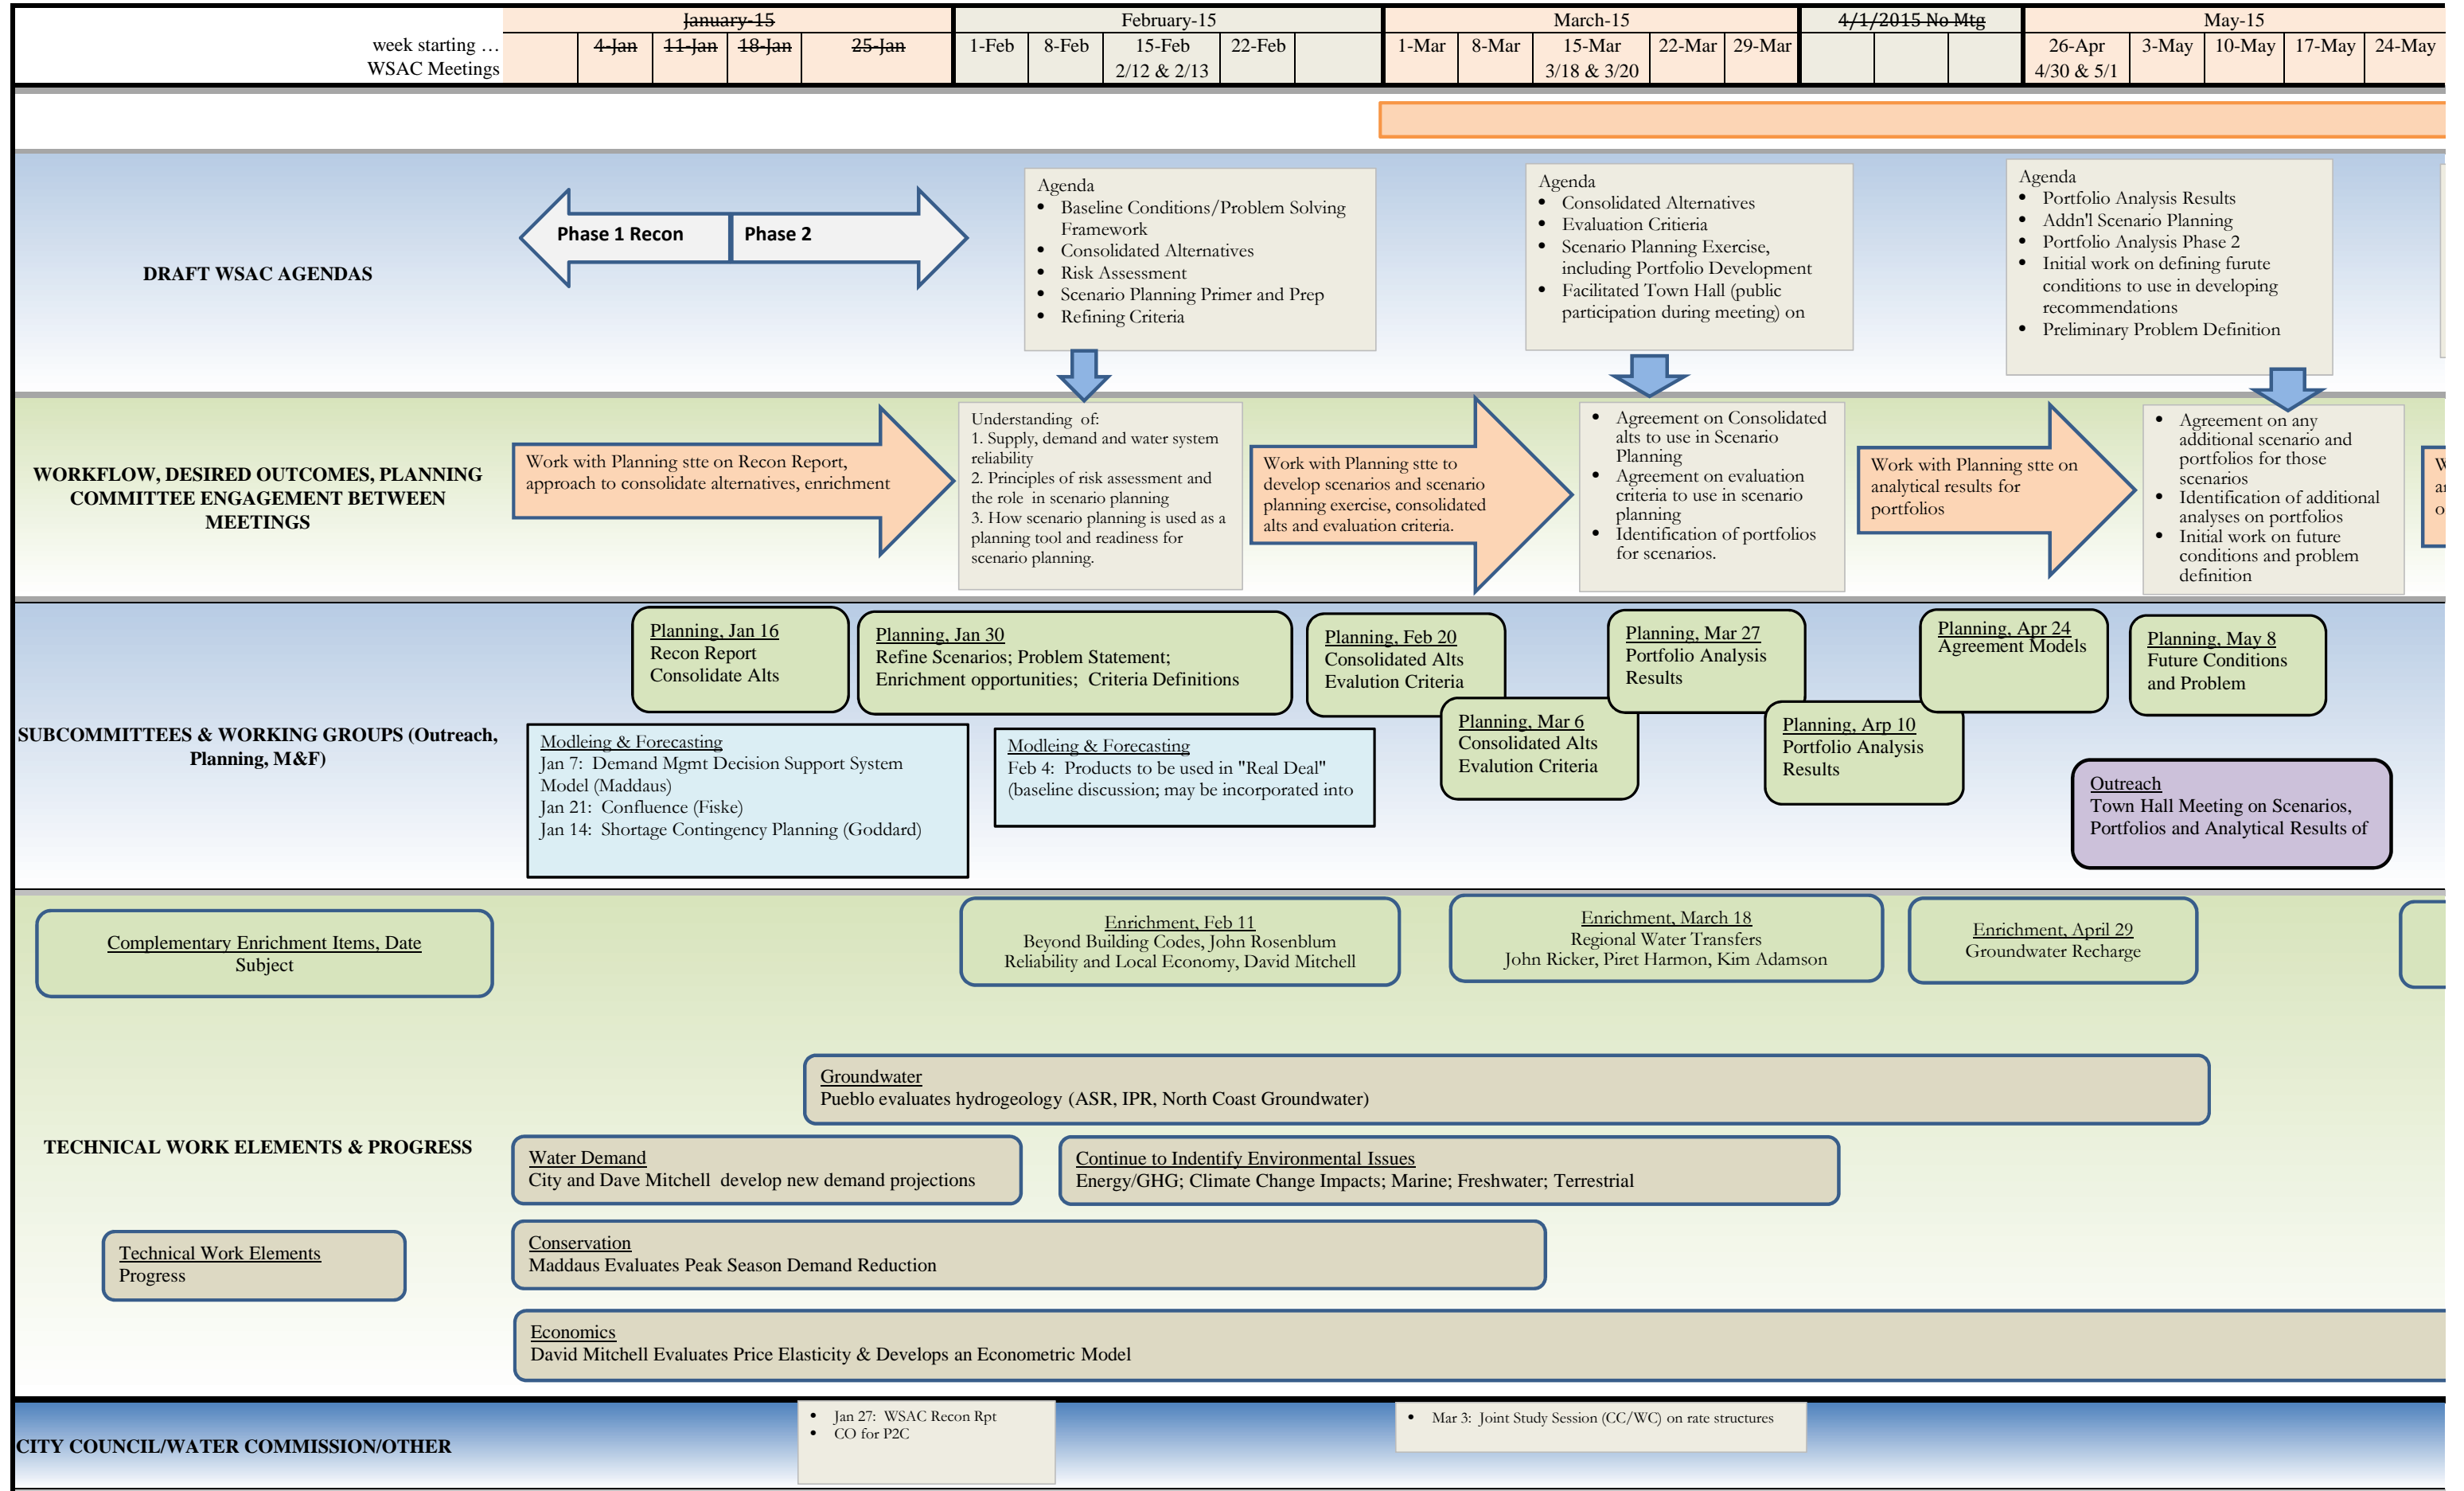 January-15
February-15
March-15
4/1/2015 No Mtg
May-15
week starting …
4-Jan
11-Jan
18-Jan
25-Jan
1-Feb
8-Feb
15-Feb
22-Feb
1-Mar
8-Mar
15-Mar
22-Mar
29-Mar
26-Apr
3-May
10-May
17-May
24-May
WSAC Meetings
2/12 & 2/13
3/18 & 3/20
4/30 & 5/1
DRAFT WSAC AGENDAS
Phase 1 Recon
Phase 2
Agenda
• Baseline Conditions/Problem Solving
Framework
• Consolidated Alternatives
• Risk Assessment
• Scenario Planning Primer and Prep
• Refining Criteria
Agenda
• Consolidated Alternatives
• Evaluation Critieria
• Scenario Planning Exercise,
including Portfolio Development
• Facilitated Town Hall (public
participation during meeting) on
Agenda
• Portfolio Analysis Results
• Addn'l Scenario Planning
• Portfolio Analysis Phase 2
• Initial work on defining furute
conditions to use in developing
recommendations
• Preliminary Problem Definition
WORKFLOW, DESIRED OUTCOMES, PLANNING
COMMITTEE ENGAGEMENT BETWEEN
MEETINGS
Work with Planning stte on Recon Report,
approach to consolidate alternatives, enrichment
Understanding of:
1. Supply, demand and water system
reliability
2. Principles of risk assessment and
the role in scenario planning
3. How scenario planning is used as a
planning tool and readiness for
scenario planning.
Work with Planning stte to
develop scenarios and scenario
planning exercise, consolidated
alts and evaluation criteria.
• Agreement on Consolidated
alts to use in Scenario
Planning
• Agreement on evaluation
criteria to use in scenario
planning
• Identification of portfolios
for scenarios.
Work with Planning stte on
analytical results for
portfolios
• Agreement on any
additional scenario and
portfolios for those
scenarios
• Identification of additional
analyses on portfolios
• Initial work on future
conditions and problem
definition
SUBCOMMITTEES & WORKING GROUPS (Outreach,
Planning, M&F)
Planning, Jan 16
Recon Report
Consolidate Alts
Planning, Jan 30
Refine Scenarios; Problem Statement;
Enrichment opportunities; Criteria Definitions
Planning, Feb 20
Consolidated Alts
Evalution Criteria
Planning, Mar 6
Consolidated Alts
Evalution Criteria
Planning, Mar 27
Portfolio Analysis
Results
Planning, Arp 10
Portfolio Analysis
Results
Planning, Apr 24
Agreement Models
Planning, May 8
Future Conditions
and Problem
Modleing & Forecasting
Jan 7: Demand Mgmt Decision Support System
Model (Maddaus)
Jan 21: Confluence (Fiske)
Jan 14: Shortage Contingency Planning (Goddard)
Modleing & Forecasting
Feb 4: Products to be used in "Real Deal"
(baseline discussion; may be incorporated into
Outreach
Town Hall Meeting on Scenarios,
Portfolios and Analytical Results of
Complementary Enrichment Items, Date
Subject
Enrichment, Feb 11
Beyond Building Codes, John Rosenblum
Reliability and Local Economy, David Mitchell
Enrichment, March 18
Regional Water Transfers
John Ricker, Piret Harmon, Kim Adamson
Enrichment, April 29
Groundwater Recharge
TECHNICAL WORK ELEMENTS & PROGRESS
Groundwater
Pueblo evaluates hydrogeology (ASR, IPR, North Coast Groundwater)
Water Demand
City and Dave Mitchell develop new demand projections
Continue to Indentify Environmental Issues
Energy/GHG; Climate Change Impacts; Marine; Freshwater; Terrestrial
Technical Work Elements
Progress
Conservation
Maddaus Evaluates Peak Season Demand Reduction
Economics
David Mitchell Evaluates Price Elasticity & Develops an Econometric Model
CITY COUNCIL/WATER COMMISSION/OTHER
• Jan 27: WSAC Recon Rpt
• CO for P2C
• Mar 3: Joint Study Session (CC/WC) on rate structures